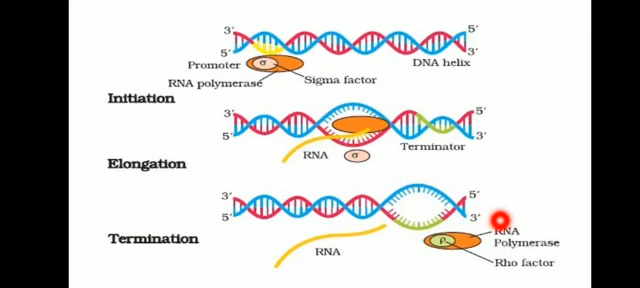 3′ 5′
5′ 3′
Promoter σ DNA helix
RNA polymerase Sigma factor
Initiation
3′ 5′
5′ 3′
RNA σ Terminator
Elongation
3′ 5′
5′ 3′
RNA
Termination ρ Polymerase
RNA Rho factor